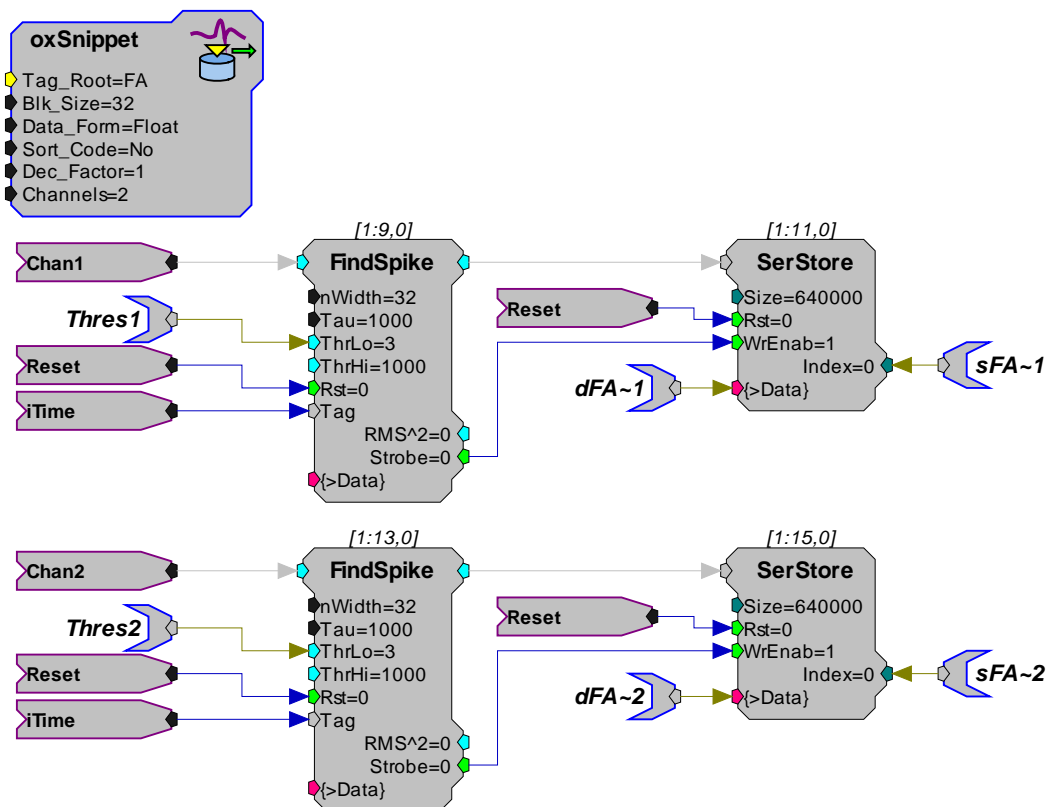 oxSnippet
Tag_Root=FA
Blk_Size=32
Data_Form=Float
Sort_Code=No
Dec_Factor=1
Channels=2
[1:9,0]
FindSpike
nWidth=32
Tau=1000
ThrLo=3
ThrHi=1000
Rst=0
Tag
RMS^2=0
Strobe=0
{>Data}
Chan1
Thres1
Reset
iTime
[1:11,0]
SerStore
Size=640000
Rst=0
WrEnab=1
Index=0
{>Data}
Reset
dFA~1
sFA~1
[1:13,0]
FindSpike
nWidth=32
Tau=1000
ThrLo=3
ThrHi=1000
Rst=0
Tag
RMS^2=0
Strobe=0
{>Data}
Chan2
Thres2
Reset
iTime
[1:15,0]
SerStore
Size=640000
Rst=0
WrEnab=1
Index=0
{>Data}
Reset
dFA~2
sFA~2